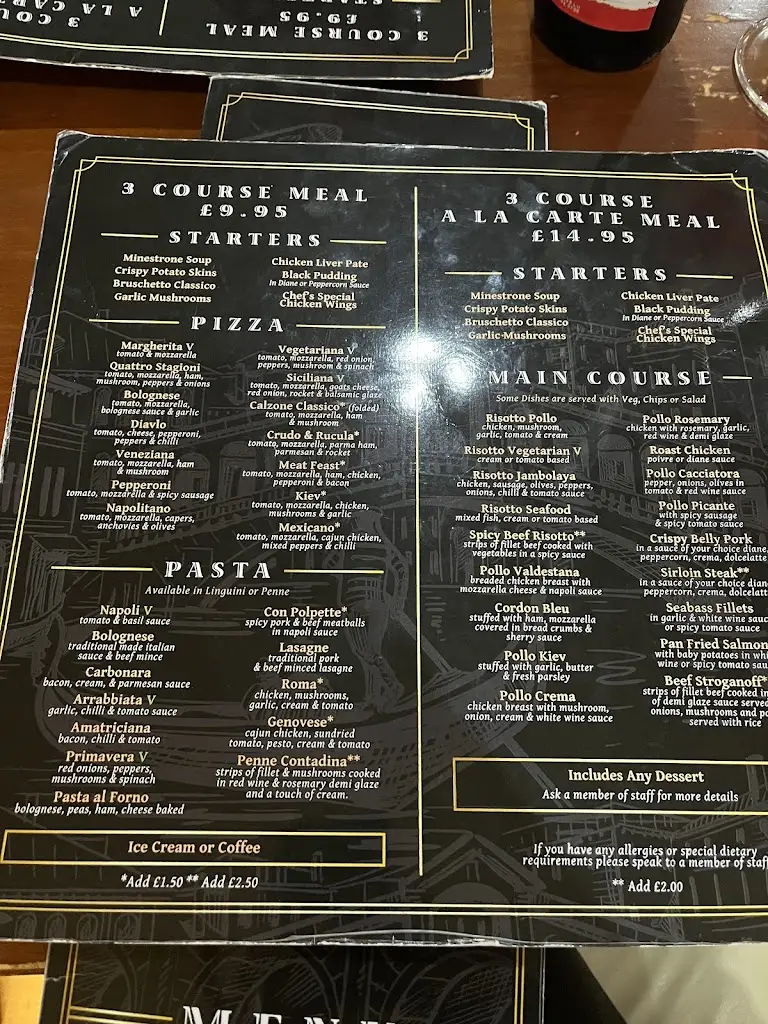 3 COURSE MEAL
£9.95
3 COURSE MEAL
£9.95
STARTERS
Minestrone Soup
Crispy Potato Skins
Bruschetto Classico
Garlic Mushrooms
Chicken Liver Pate
Black Pudding
In Diane or Peppercorn Sauce
Chef's Special
Chicken Wings
PIZZA
Margherita V
tomato & mozzarella
Quattro Stagioni
tomato, mozzarella, ham,
mushroom, peppers & onions
Bolognese
tomato, mozzarella,
bolognese sauce & garlic
Diavlo
tomato, cheese, pepperoni,
peppers & chilli
Veneziana
tomato, mozzarella, ham
& mushroom
Pepperoni
tomato, mozzarella & spicy sausage
Napolitano
tomato, mozzarella, capers,
anchovies & olives
Vegetariana V
tomato, mozzarella, red onion,
peppers, mushroom & spinach
Siciliana V
tomato, mozzarella, goats cheese,
red onion, rocket & balsamic glaze
Calzone Classico* (folded)
tomato, mozzarella, ham
& mushroom
Crudo & Rucula*
tomato, mozzarella, parma ham,
parmesan & rocket
Meat Feast*
tomato, mozzarella, ham, chicken,
pepperoni & bacon
Kiev*
tomato, mozzarella, chicken,
mushrooms & garlic
Mexicano*
tomato, mozzarella, cajun chicken,
mixed peppers & chilli
PASTA
Available in Linguini or Penne
Napoli V
tomato & basil sauce
Bolognese
traditional made italian
sauce & beef mince
Carbonara
bacon, cream, & parmesan sauce
Arrabbiata V
garlic, chilli & tomato sauce
Amatriciana
bacon, chilli & tomato
Primavera V
red onions, peppers,
mushrooms & spinach
Pasta al Forno
bolognese, peas, ham, cheese baked
Con Polpette*
spicy pork & beef meatballs
in napoli sauce
Lasagne
traditional pork
& beef minced lasagne
Roma*
chicken, mushrooms,
garlic, cream & tomato
Genovese*
cajun chicken, sundried
tomato, pesto, cream & tomato
Penne Contadina**
strips of fillet & mushrooms cooked
in red wine & rosemary demi glaze
and a touch of cream.
Ice Cream or Coffee
*Add £1.50 ** Add £2.50
3 COURSE
A LA CARTE MEAL
£14.95
STARTERS
Minestrone Soup
Crispy Potato Skins
Bruschetto Classico
Garlic Mushrooms
Chicken Liver Pate
Black Pudding
In Diane or Peppercorn Sauce
Chef's Special
Chicken Wings
MAIN COURSE
Some Dishes are served with Veg, Chips or Salad
Risotto Pollo
chicken, mushroom,
garlic, tomato & cream
Risotto Vegetarian V
cream or tomato based
Risotto Jambolaya
chicken, sausage, olives, peppers,
onions, chilli & tomato sauce
Risotto Seafood
mixed fish, cream or tomato based
Spicy Beef Risotto**
strips of fillet beef cooked with
vegetables in a spicy sauce
Pollo Valdestana
breaded chicken breast with
mozzarella cheese & napoli sauce
Cordon Bleu
stuffed with ham, mozzarella
covered in bread crumbs &
sherry sauce
Pollo Kiev
stuffed with garlic, butter
& fresh parsley
Pollo Crema
chicken breast with mushroom,
onion, cream & white wine sauce
Pollo Rosemary
chicken with rosemary, garlic,
red wine & demi glaze
Roast Chicken
poivre or diane sauce
Pollo Cacciatora
pepper, onions, olives in
tomato & red wine sauce
Pollo Picante
with spicy sausage
& spicy tomato sauce
Crispy Belly Pork
in a sauce of your choice diane,
peppercorn, crema, dolcelatte
Sirloin Steak**
in a sauce of your choice diane
peppercorn, crema, dolcelatte
Seabass Fillets
in garlic & white wine
or spicy tomato sauce
Pan Fried Salmon
with baby potatoes in
wine or spicy tomato
Beef Stroganoff*
strips of fillet beef cooked in
of demi glaze sauce served
onions, mushrooms and
served with rice
Includes Any Dessert
Ask a member of staff for more details
If you have any allergies or special dietary
requirements please speak to a member of staff
** Add £2.00
MENU